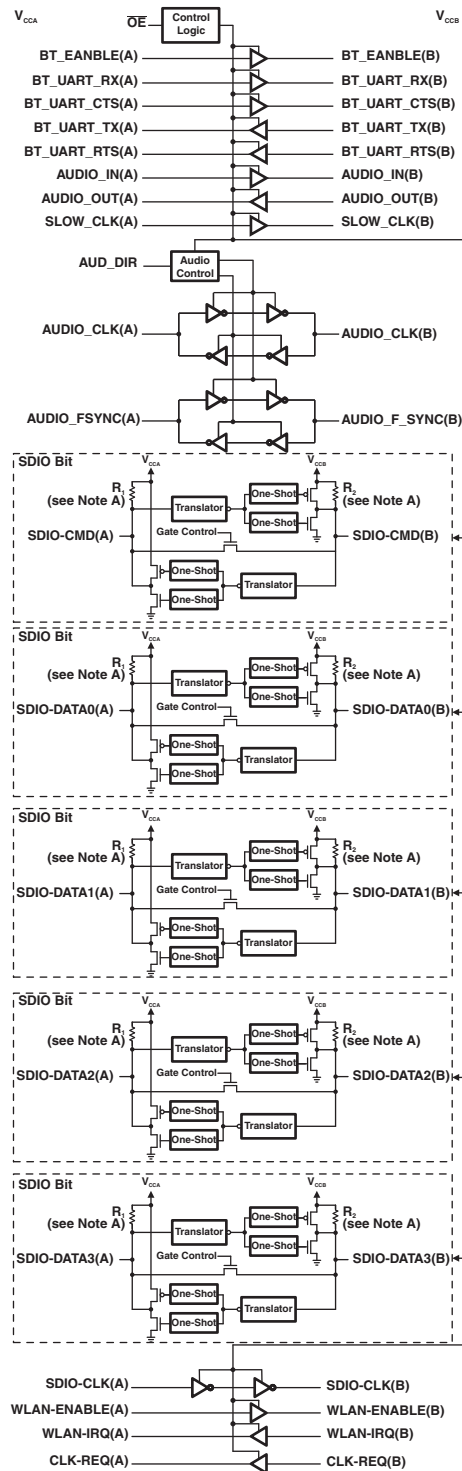 VCCA
OE
Control Logic
VCCB
BT_EANBLE(A)
BT_EANBLE(B)
BT_UART_RX(A)
BT_UART_RX(B)
BT_UART_CTS(A)
BT_UART_CTS(B)
BT_UART_TX(A)
BT_UART_TX(B)
BT_UART_RTS(A)
BT_UART_RTS(B)
AUDIO_IN(A)
AUDIO_IN(B)
AUDIO_OUT(A)
AUDIO_OUT(B)
SLOW_CLK(A)
SLOW_CLK(B)
AUD_DIR
Audio Control
AUDIO_CLK(A)
AUDIO_CLK(B)
AUDIO_FSYNC(A)
AUDIO_F_SYNC(B)
SDIO Bit
VCCA
VCCB
R1
(see Note A)
R2
(see Note A)
Translator
One-Shot
One-Shot
SDIO-CMD(A)
Gate Control
SDIO-CMD(B)
One-Shot
One-Shot
Translator
SDIO Bit
VCCA
VCCB
R1
(see Note A)
R2
(see Note A)
Translator
One-Shot
One-Shot
SDIO-DATA0(A)
Gate Control
SDIO-DATA0(B)
One-Shot
One-Shot
Translator
SDIO Bit
VCCA
VCCB
R1
(see Note A)
R2
(see Note A)
Translator
One-Shot
One-Shot
SDIO-DATA1(A)
Gate Control
SDIO-DATA1(B)
One-Shot
One-Shot
Translator
SDIO Bit
VCCA
VCCB
R1
(see Note A)
R2
(see Note A)
Translator
One-Shot
One-Shot
SDIO-DATA2(A)
Gate Control
SDIO-DATA2(B)
One-Shot
One-Shot
Translator
SDIO Bit
VCCA
VCCB
R1
(see Note A)
R2
(see Note A)
Translator
One-Shot
One-Shot
SDIO-DATA3(A)
Gate Control
SDIO-DATA3(B)
One-Shot
One-Shot
Translator
SDIO-CLK(A)
SDIO-CLK(B)
WLAN-ENABLE(A)
WLAN-ENABLE(B)
WLAN-IRQ(A)
WLAN-IRQ(B)
CLK-REQ(A)
CLK-REQ(B)